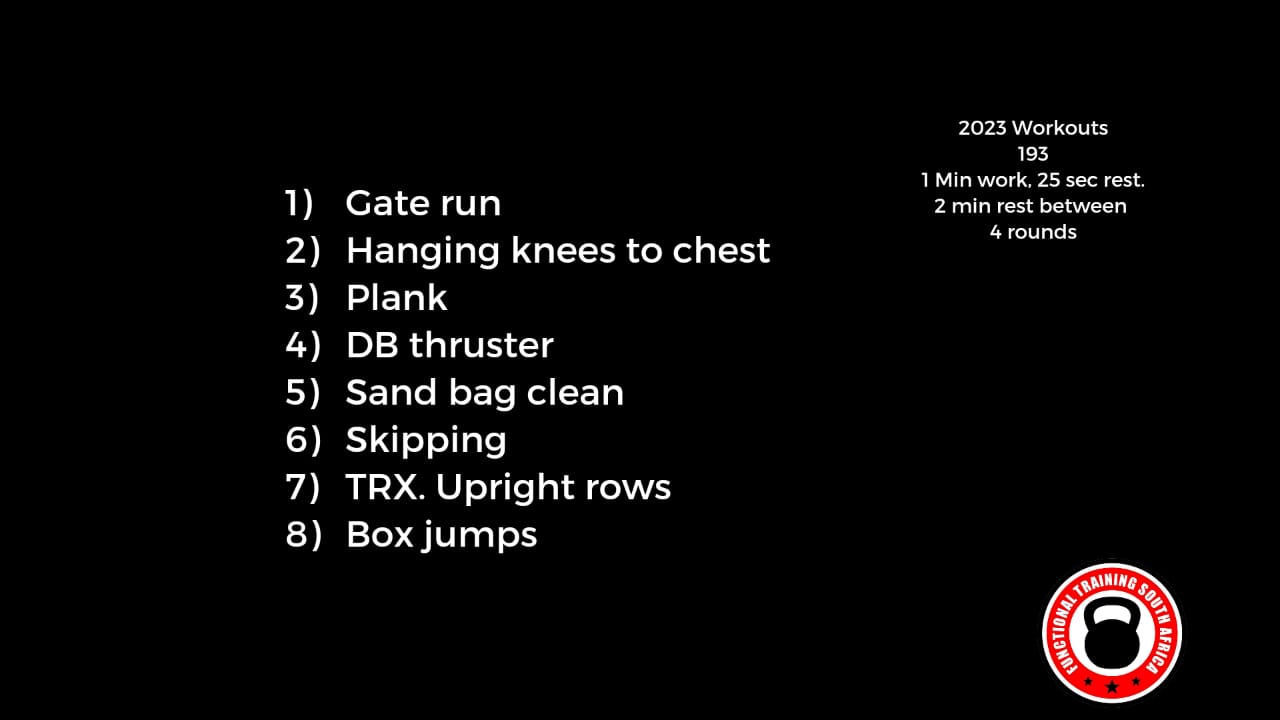 2023 Workouts
193
1 Min work, 25 sec rest.
2 min rest between
4 rounds
1) Gate run
2) Hanging knees to chest
3) Plank
4) DB thruster
5) Sand bag clean
6) Skipping
7) TRX. Upright rows
8) Box jumps
FUNCTIONAL TRAINING SOUTH AFRICA